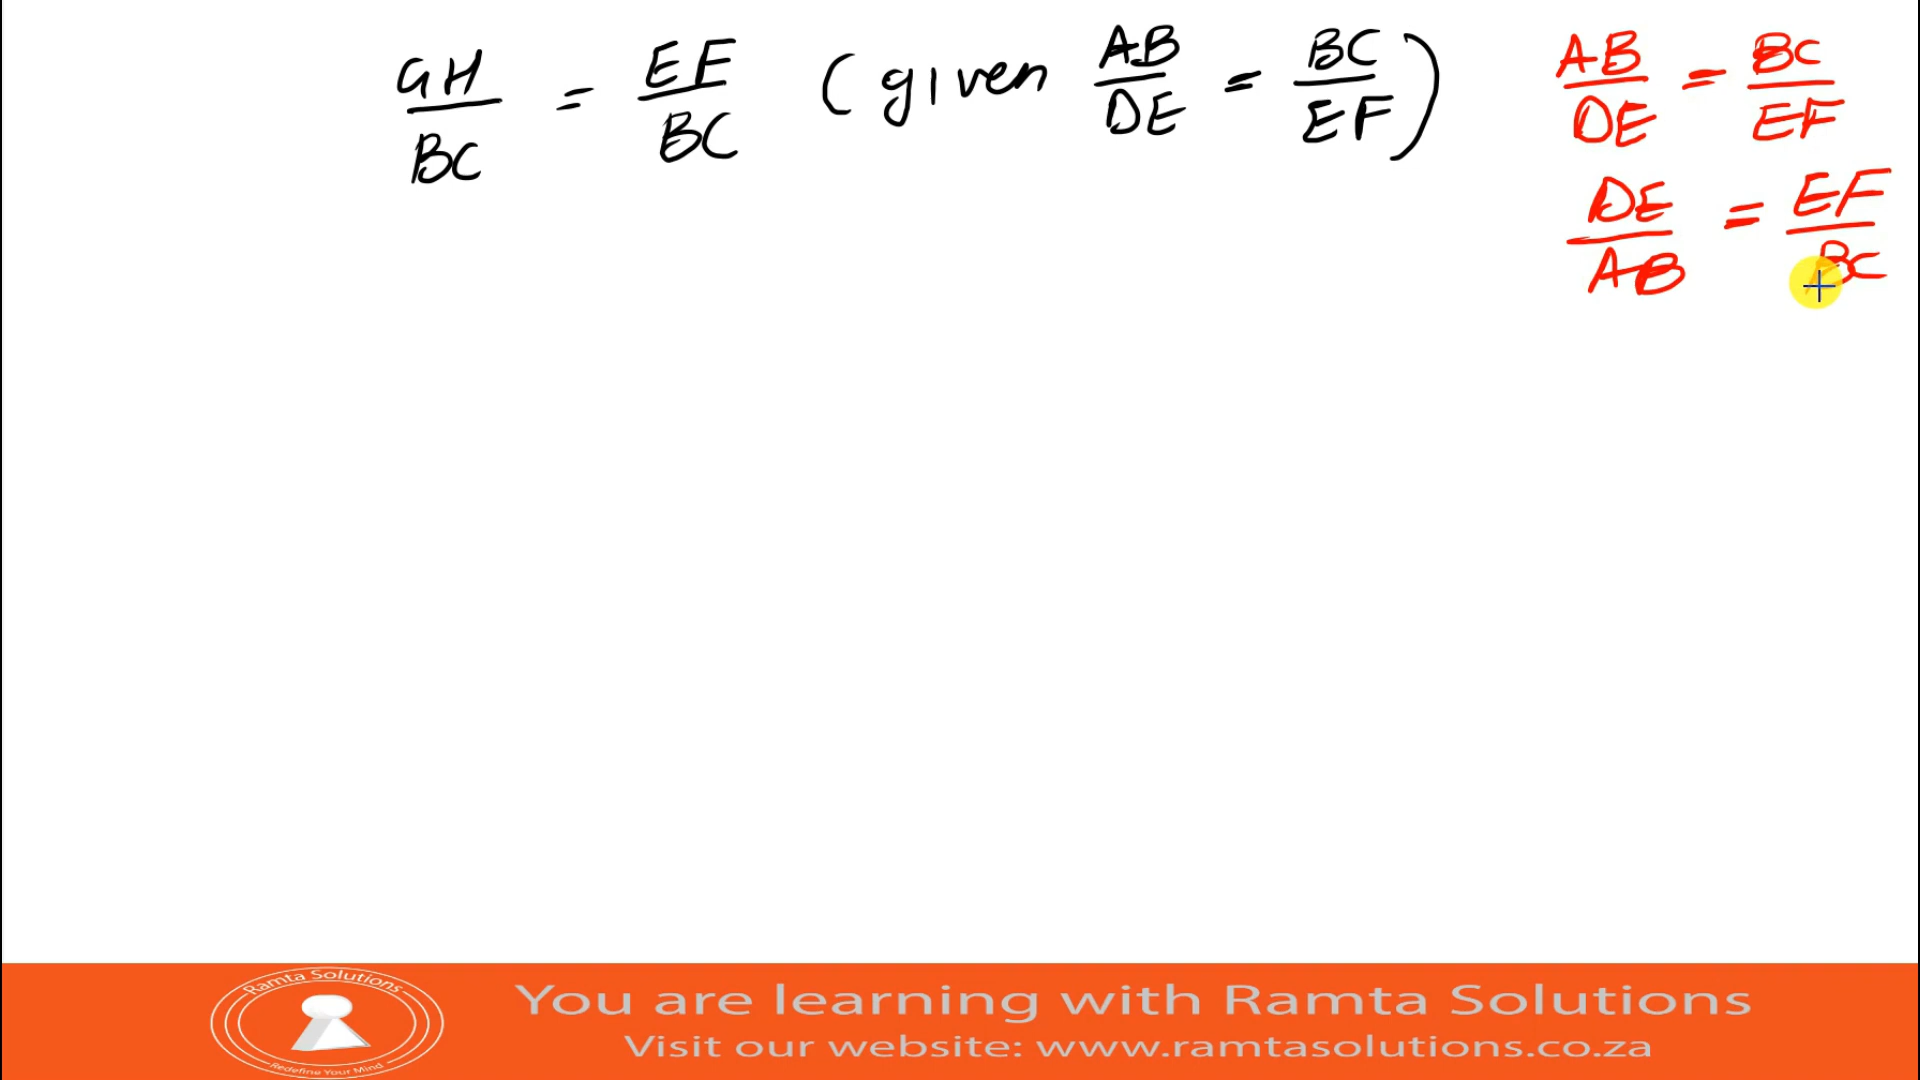 GH/BC = EF/BC (given AB/DE = BC/EF)
AB/DE = BC/EF
DE/AB = EF/BC
Ramta Solutions
Redefine Your Mind
You are learning with Ramta Solutions
Visit our website: www.ramtasolutions.co.za